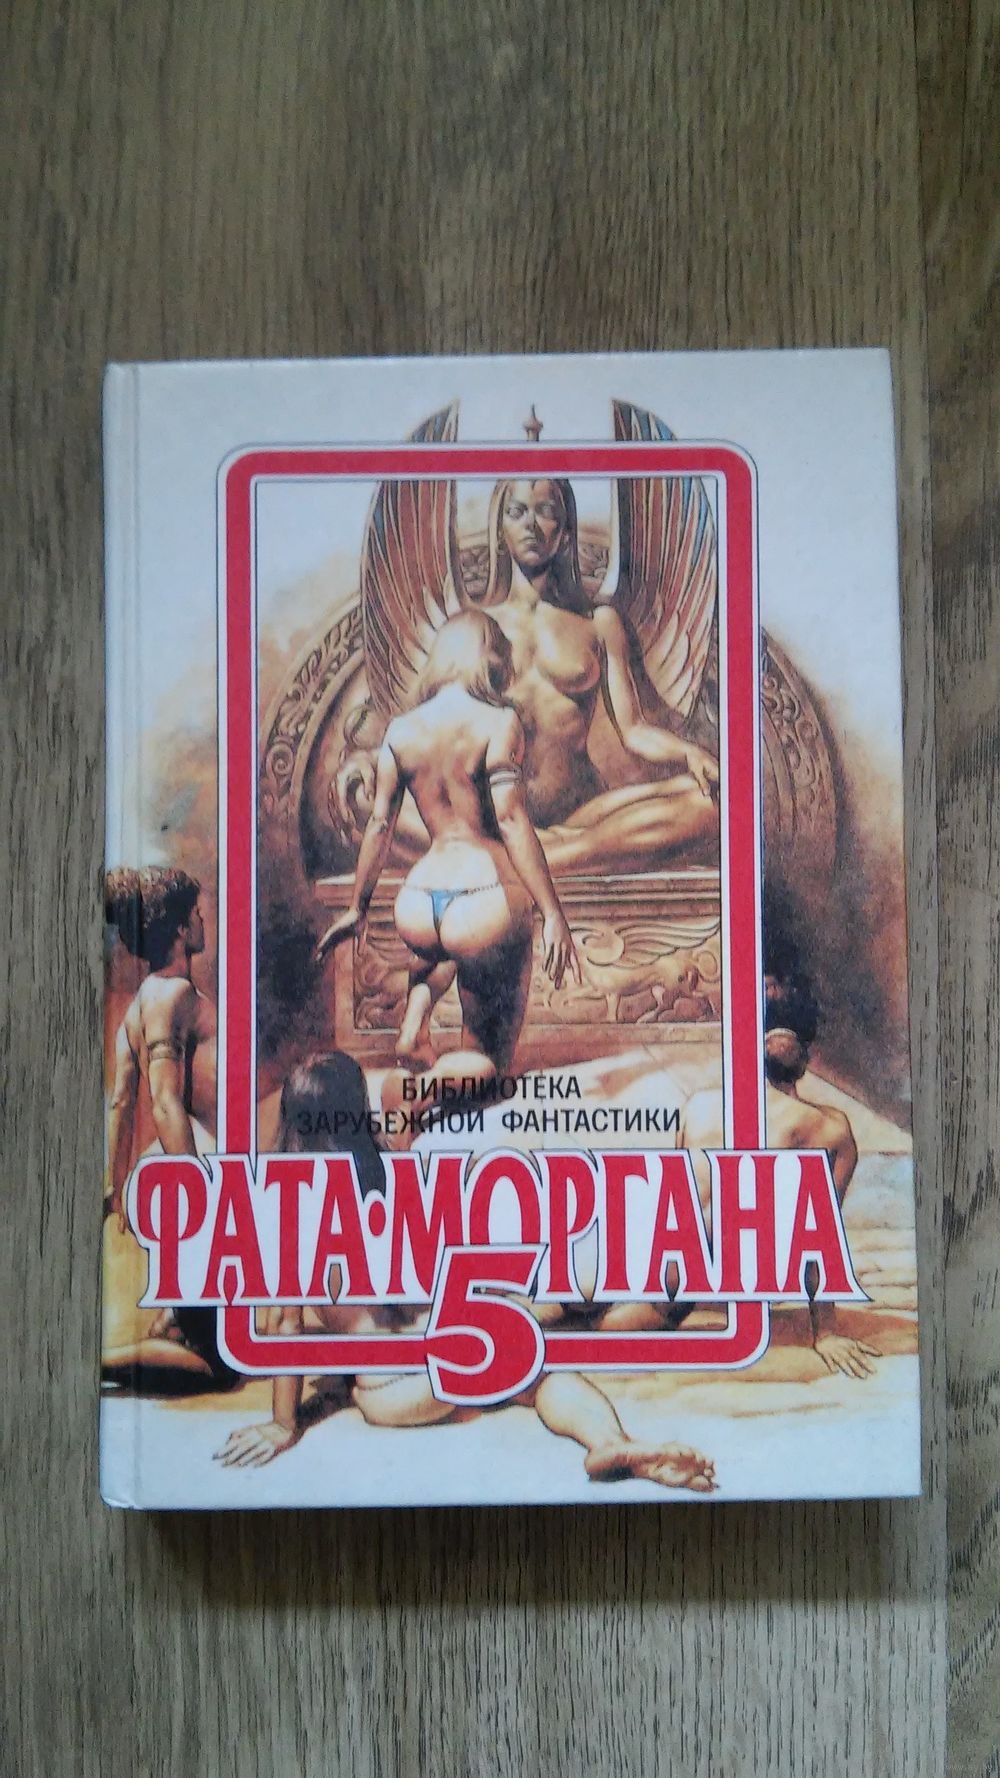 БИБЛИОТЕКА
ЗАРУБЕЖНОЙ ФАНТАСТИКИ
ФАТА·МОРГАНА
5